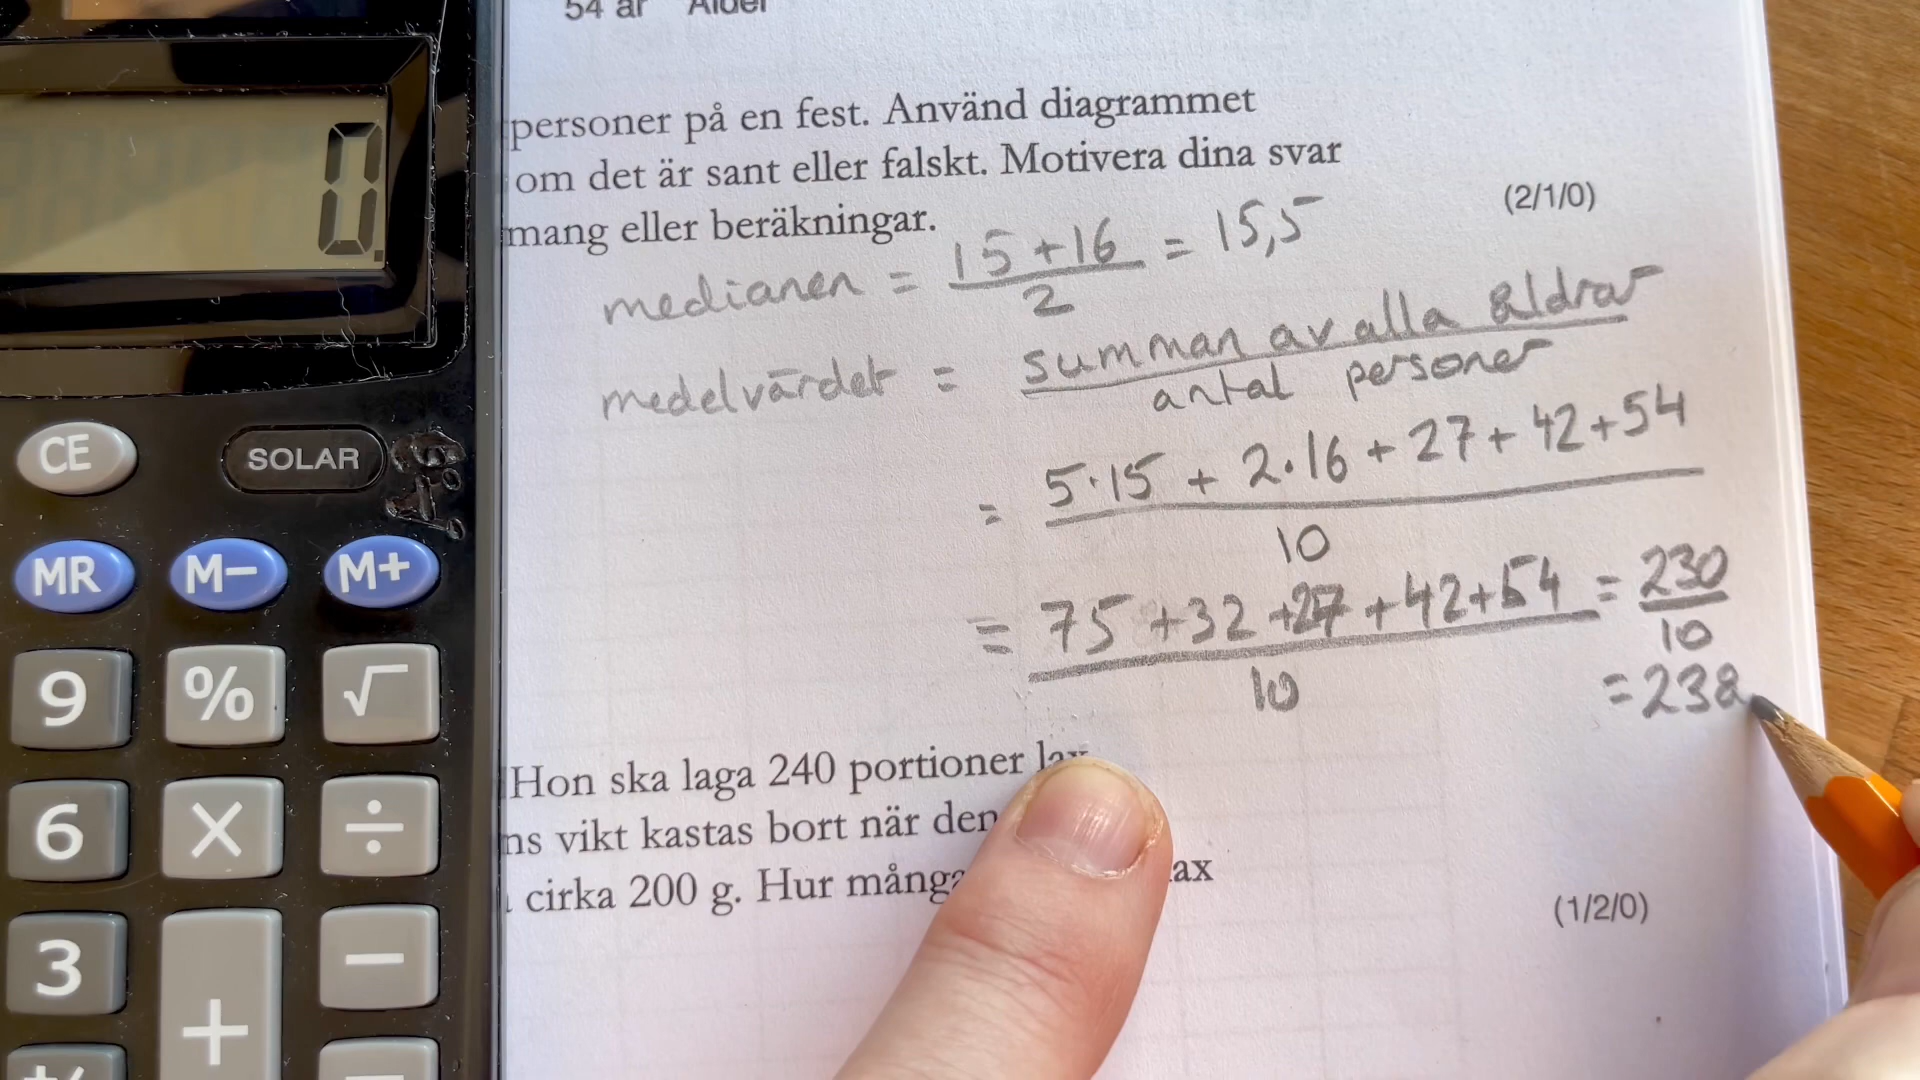 54 år Ålder
0.
personer på en fest. Använd diagrammet
om det är sant eller falskt. Motivera dina svar
mang eller beräkningar.
(2/1/0)
medianen = 15+16 / 2 = 15,5
medelvärdet = summan av alla åldrar / antal personer
= 5·15 + 2·16 + 27 + 42 + 54 / 10
= 75 + 32 + 27 + 42 + 54 / 10 = 230 / 10
= 238
CE SOLAR
MR M- M+
9 % √
6 X ÷
3 + −
Hon ska laga 240 portioner
ns vikt kastas bort när den
cirka 200 g. Hur många ax
(1/2/0)